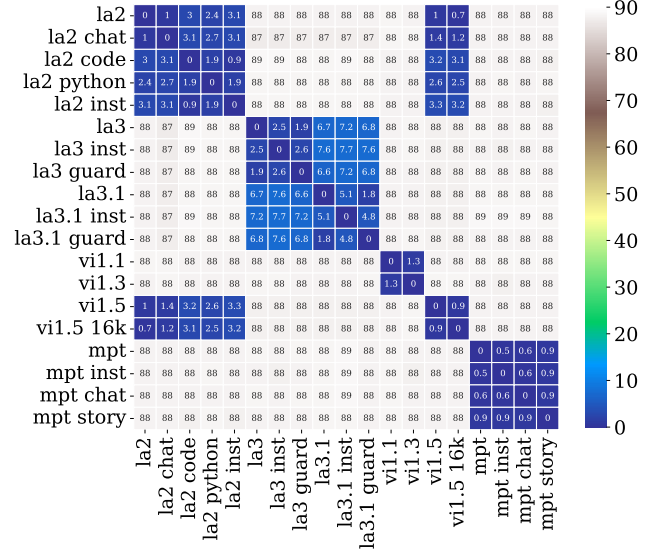 la2 0 1 3 2.4 3.1 88 88 88 88 88 88 88 88 1 0.7 88 88 88 88
la2 chat 1 0 3.1 2.7 3.1 87 87 87 87 87 87 88 88 1.4 1.2 88 88 88 88
la2 code 3 3.1 0 1.9 0.9 89 89 88 88 88 88 88 88 3.2 3.1 88 88 88 88
la2 python 2.4 2.7 1.9 0 1.9 88 88 88 88 88 88 88 88 2.6 2.5 88 88 88 88
la2 inst 3.1 3.1 0.9 1.9 0 88 88 88 88 88 88 88 88 3.3 3.2 88 88 88 88
la3 88 87 89 88 88 0 2.5 1.9 6.7 7.2 6.8 88 88 88 88 88 88 88 88
la3 inst 88 87 89 88 88 2.5 0 2.6 7.6 7.7 7.6 88 88 88 88 88 88 88 88
la3 guard 88 87 88 88 88 1.9 2.6 0 6.6 7.2 6.8 88 88 88 88 88 88 88 88
la3.1 88 87 88 88 88 6.7 7.6 6.6 0 5.1 1.8 88 88 88 88 88 88 88 88
la3.1 inst 88 87 88 88 88 7.2 7.7 7.2 5.1 0 4.8 88 88 88 88 89 89 89 88
la3.1 guard 88 87 88 88 88 6.8 7.6 6.8 1.8 4.8 0 88 88 88 88 88 88 88 88
vi1.1 88 88 88 88 88 88 88 88 88 88 88 0 1.3 88 88 88 88 88 88
vi1.3 88 88 88 88 88 88 88 88 88 88 88 1.3 0 88 88 88 88 88 88
vi1.5 1 1.4 3.2 2.6 3.3 88 88 88 88 88 88 88 88 0 0.9 88 88 88 88
vi1.5 16k 0.7 1.2 3.1 2.5 3.2 88 88 88 88 88 88 88 88 0.9 0 88 88 88 88
mpt 88 88 88 88 88 88 88 88 88 89 88 88 88 88 88 0 0.5 0.6 0.9
mpt inst 88 88 88 88 88 88 88 88 88 89 88 88 88 88 88 0.5 0 0.6 0.9
mpt chat 88 88 88 88 88 88 88 88 88 89 88 88 88 88 88 0.6 0.6 0 0.9
mpt story 88 88 88 88 88 88 88 88 88 88 88 88 88 88 88 0.9 0.9 0.9 0
la2
la2 chat
la2 code
la2 python
la2 inst
la3
la3 inst
la3 guard
la3.1
la3.1 inst
la3.1 guard
vi1.1
vi1.3
vi1.5
vi1.5 16k
mpt
mpt inst
mpt chat
mpt story
90
80
70
60
50
40
30
20
10
0